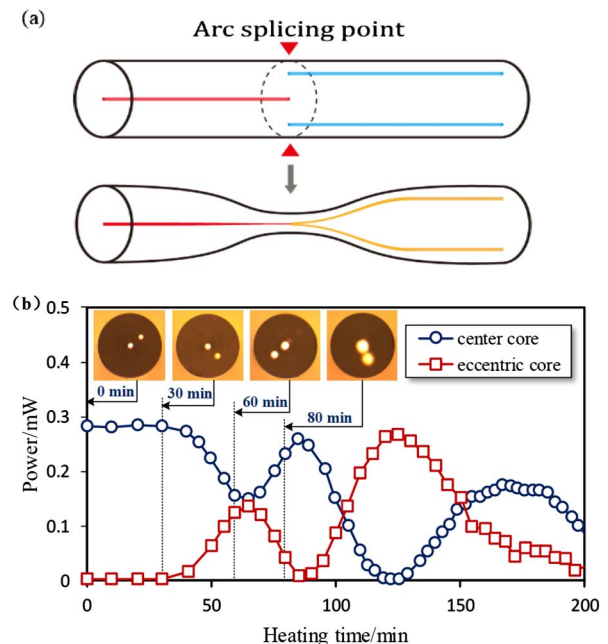 (a)
Arc splicing point
(b)
0.5
0.4
0.3
0.2
0.1
0
Power/mW
center core
eccentric core
0 min
30 min
60 min
80 min
0
50
100
150
200
Heating time/min